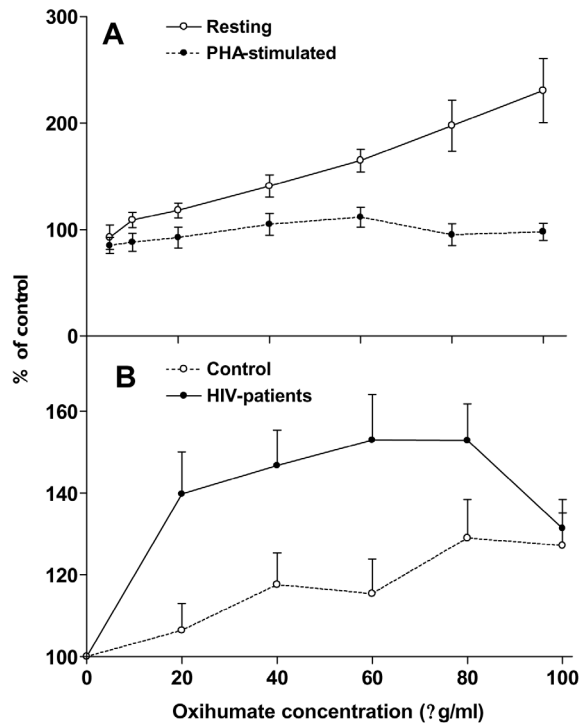 300
A
Resting
PHA-stimulated
200
100
0
% of control
B
Control
HIV-patients
160
140
120
100
0 20 40 60 80 100
Oxihumate concentration (?g/ml)